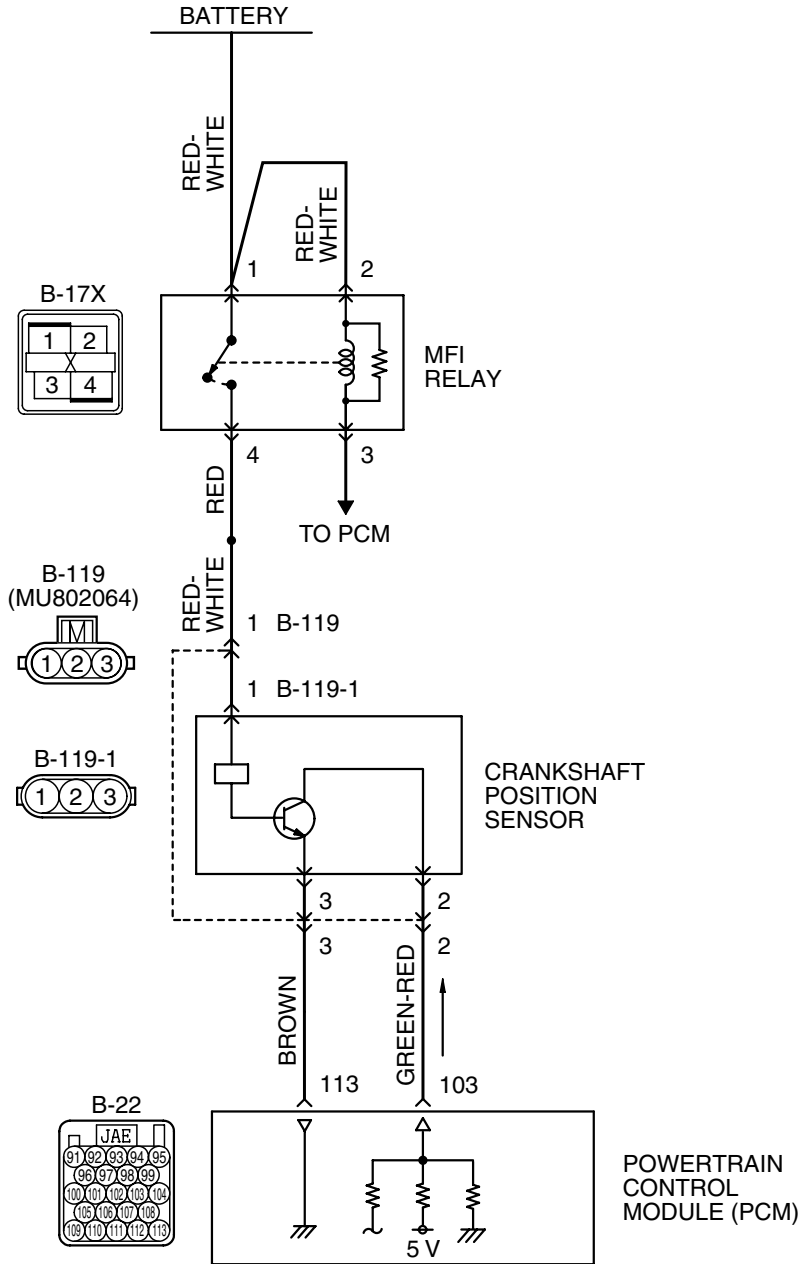 BATTERY
RED-
WHITE
RED-
WHITE
1
2
B-17X
1 2
X
3 4
MFI
RELAY
4
3
RED
TO PCM
B-119
(MU802064)
M
1 2 3
RED-
WHITE
1 B-119
1 B-119-1
B-119-1
1 2 3
CRANKSHAFT
POSITION
SENSOR
3
2
3
2
BROWN
GREEN-RED
113
103
B-22
JAE
91 92 93 94 95
96 97 98 99
100 101 102 103 104
105 106 107 108
109 110 111 112 113
5 V
POWERTRAIN
CONTROL
MODULE (PCM)